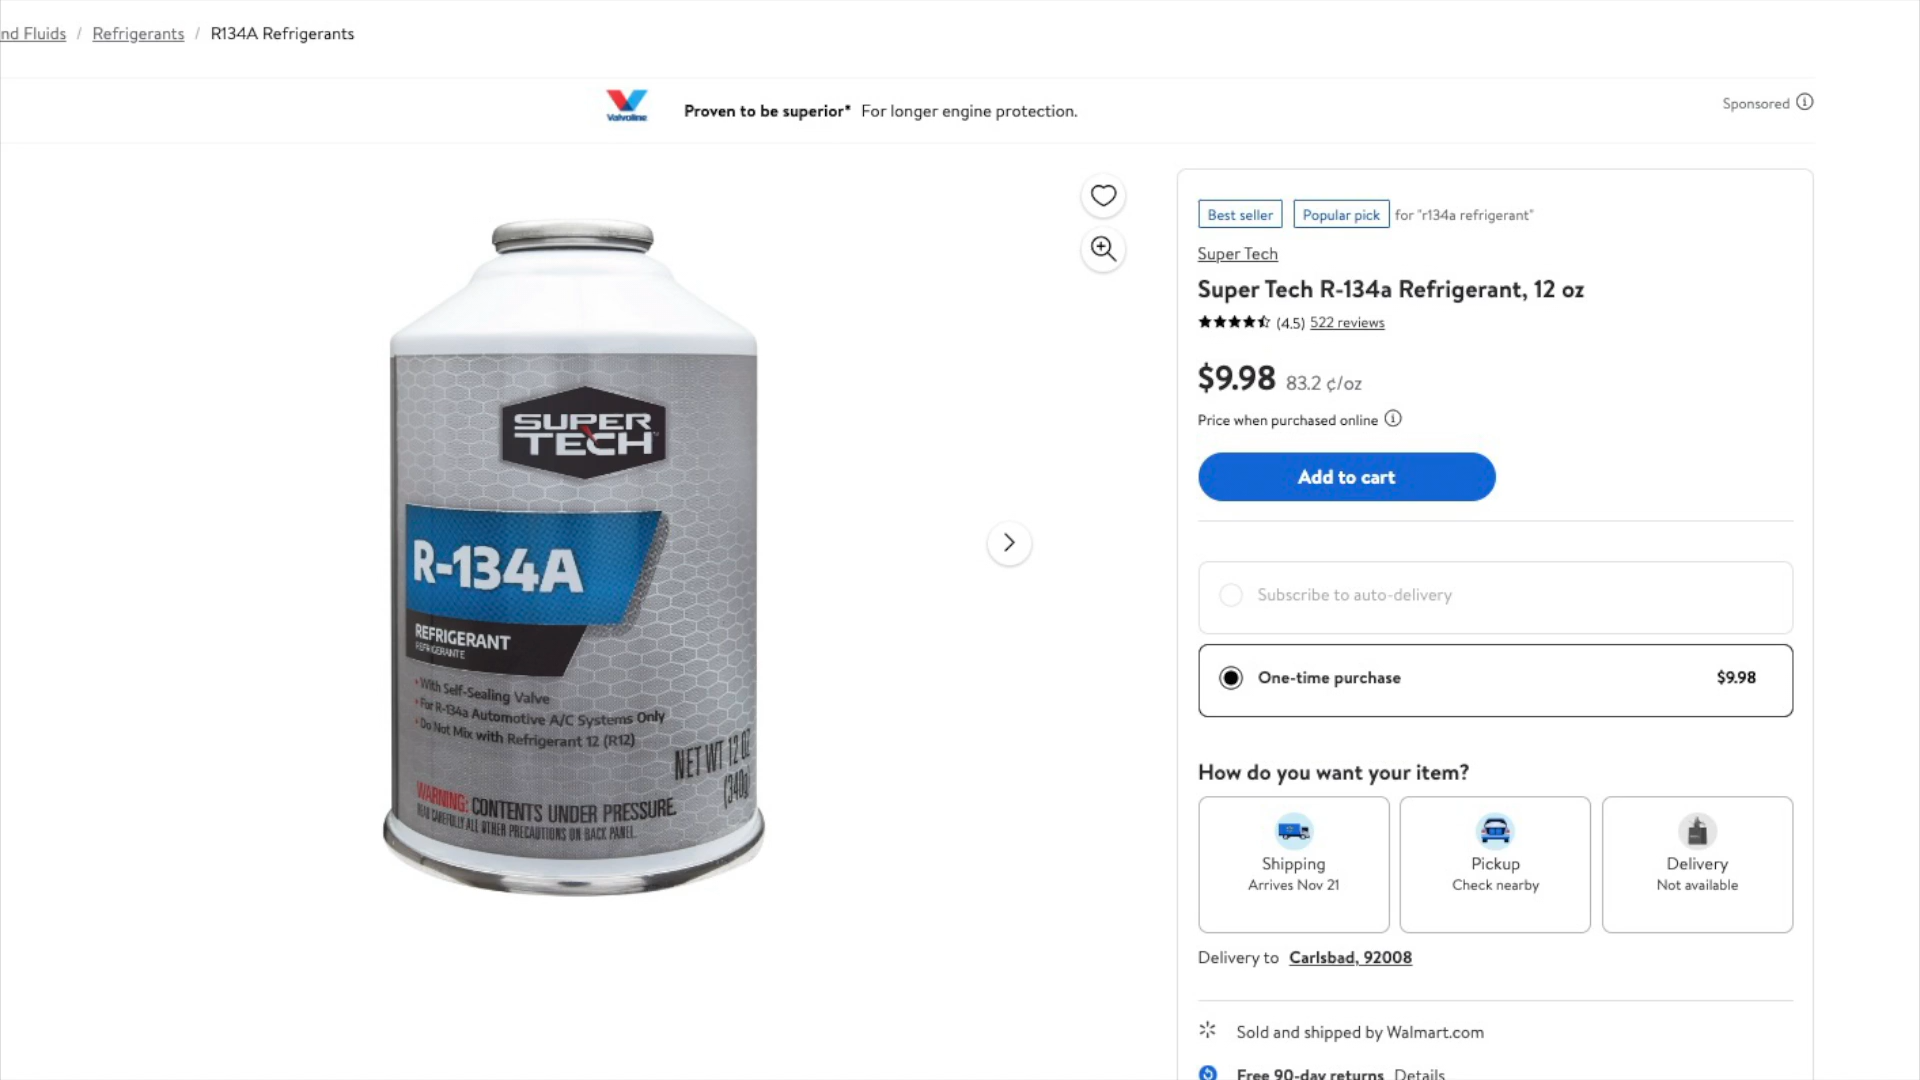 nd Fluids / Refrigerants / R134A Refrigerants
Valvoline
Proven to be superior* For longer engine protection.
Sponsored
SUPER
TECH
R-134A
REFRIGERANT
REFRIGERANTE
• With Self-Sealing Valve
• For R-134a Automotive A/C Systems Only
• Do Not Mix with Refrigerant 12 (R12)
NET WT 12 OZ
(340g)
WARNING: CONTENTS UNDER PRESSURE.
READ CAREFULLY ALL OTHER PRECAUTIONS ON BACK PANEL.
Best seller Popular pick for "r134a refrigerant"
Super Tech
Super Tech R-134a Refrigerant, 12 oz
(4.5) 522 reviews
$9.98 83.2 ¢/oz
Price when purchased online
Add to cart
Subscribe to auto-delivery
One-time purchase $9.98
How do you want your item?
Shipping
Arrives Nov 21
Pickup
Check nearby
Delivery
Not available
Delivery to Carlsbad, 92008
Sold and shipped by Walmart.com
Free 90-day returns Details